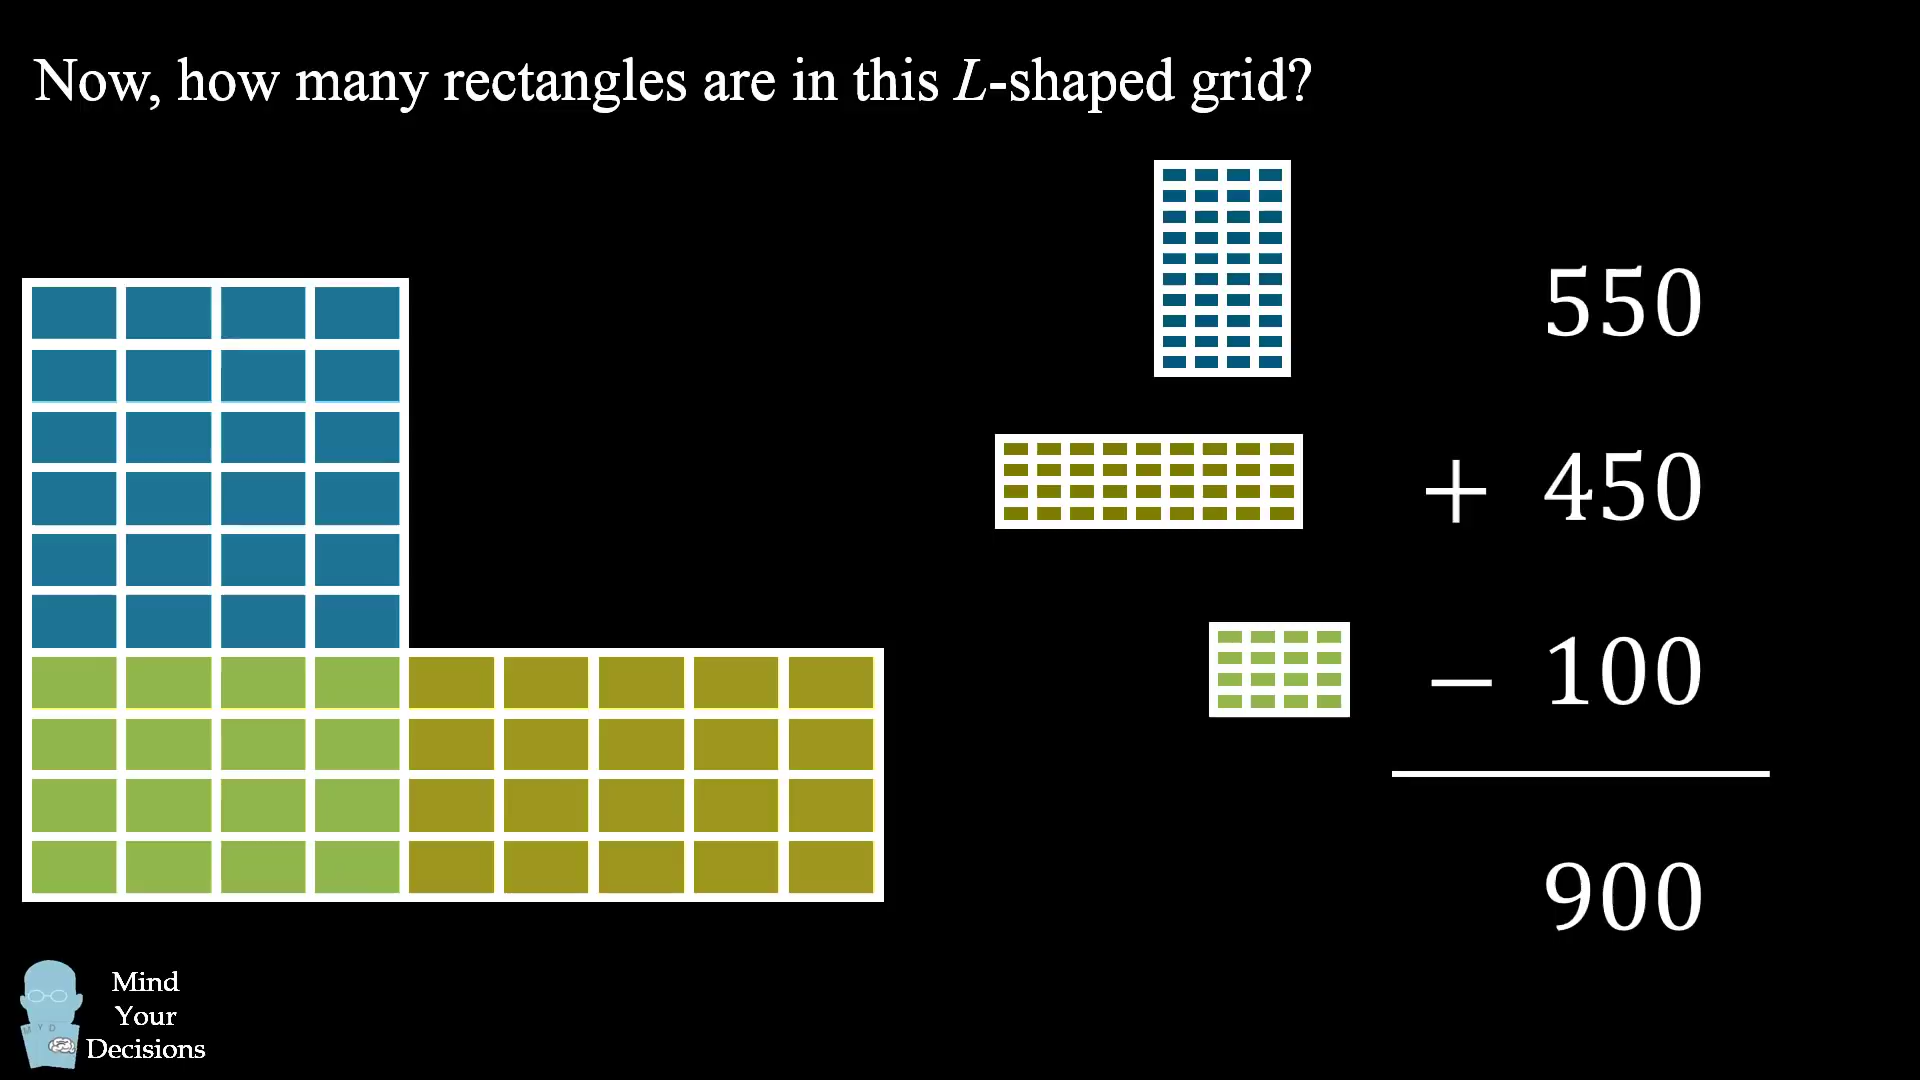 Now, how many rectangles are in this L-shaped grid?
550
+ 450
− 100
900
M Y D
Mind
Your
Decisions